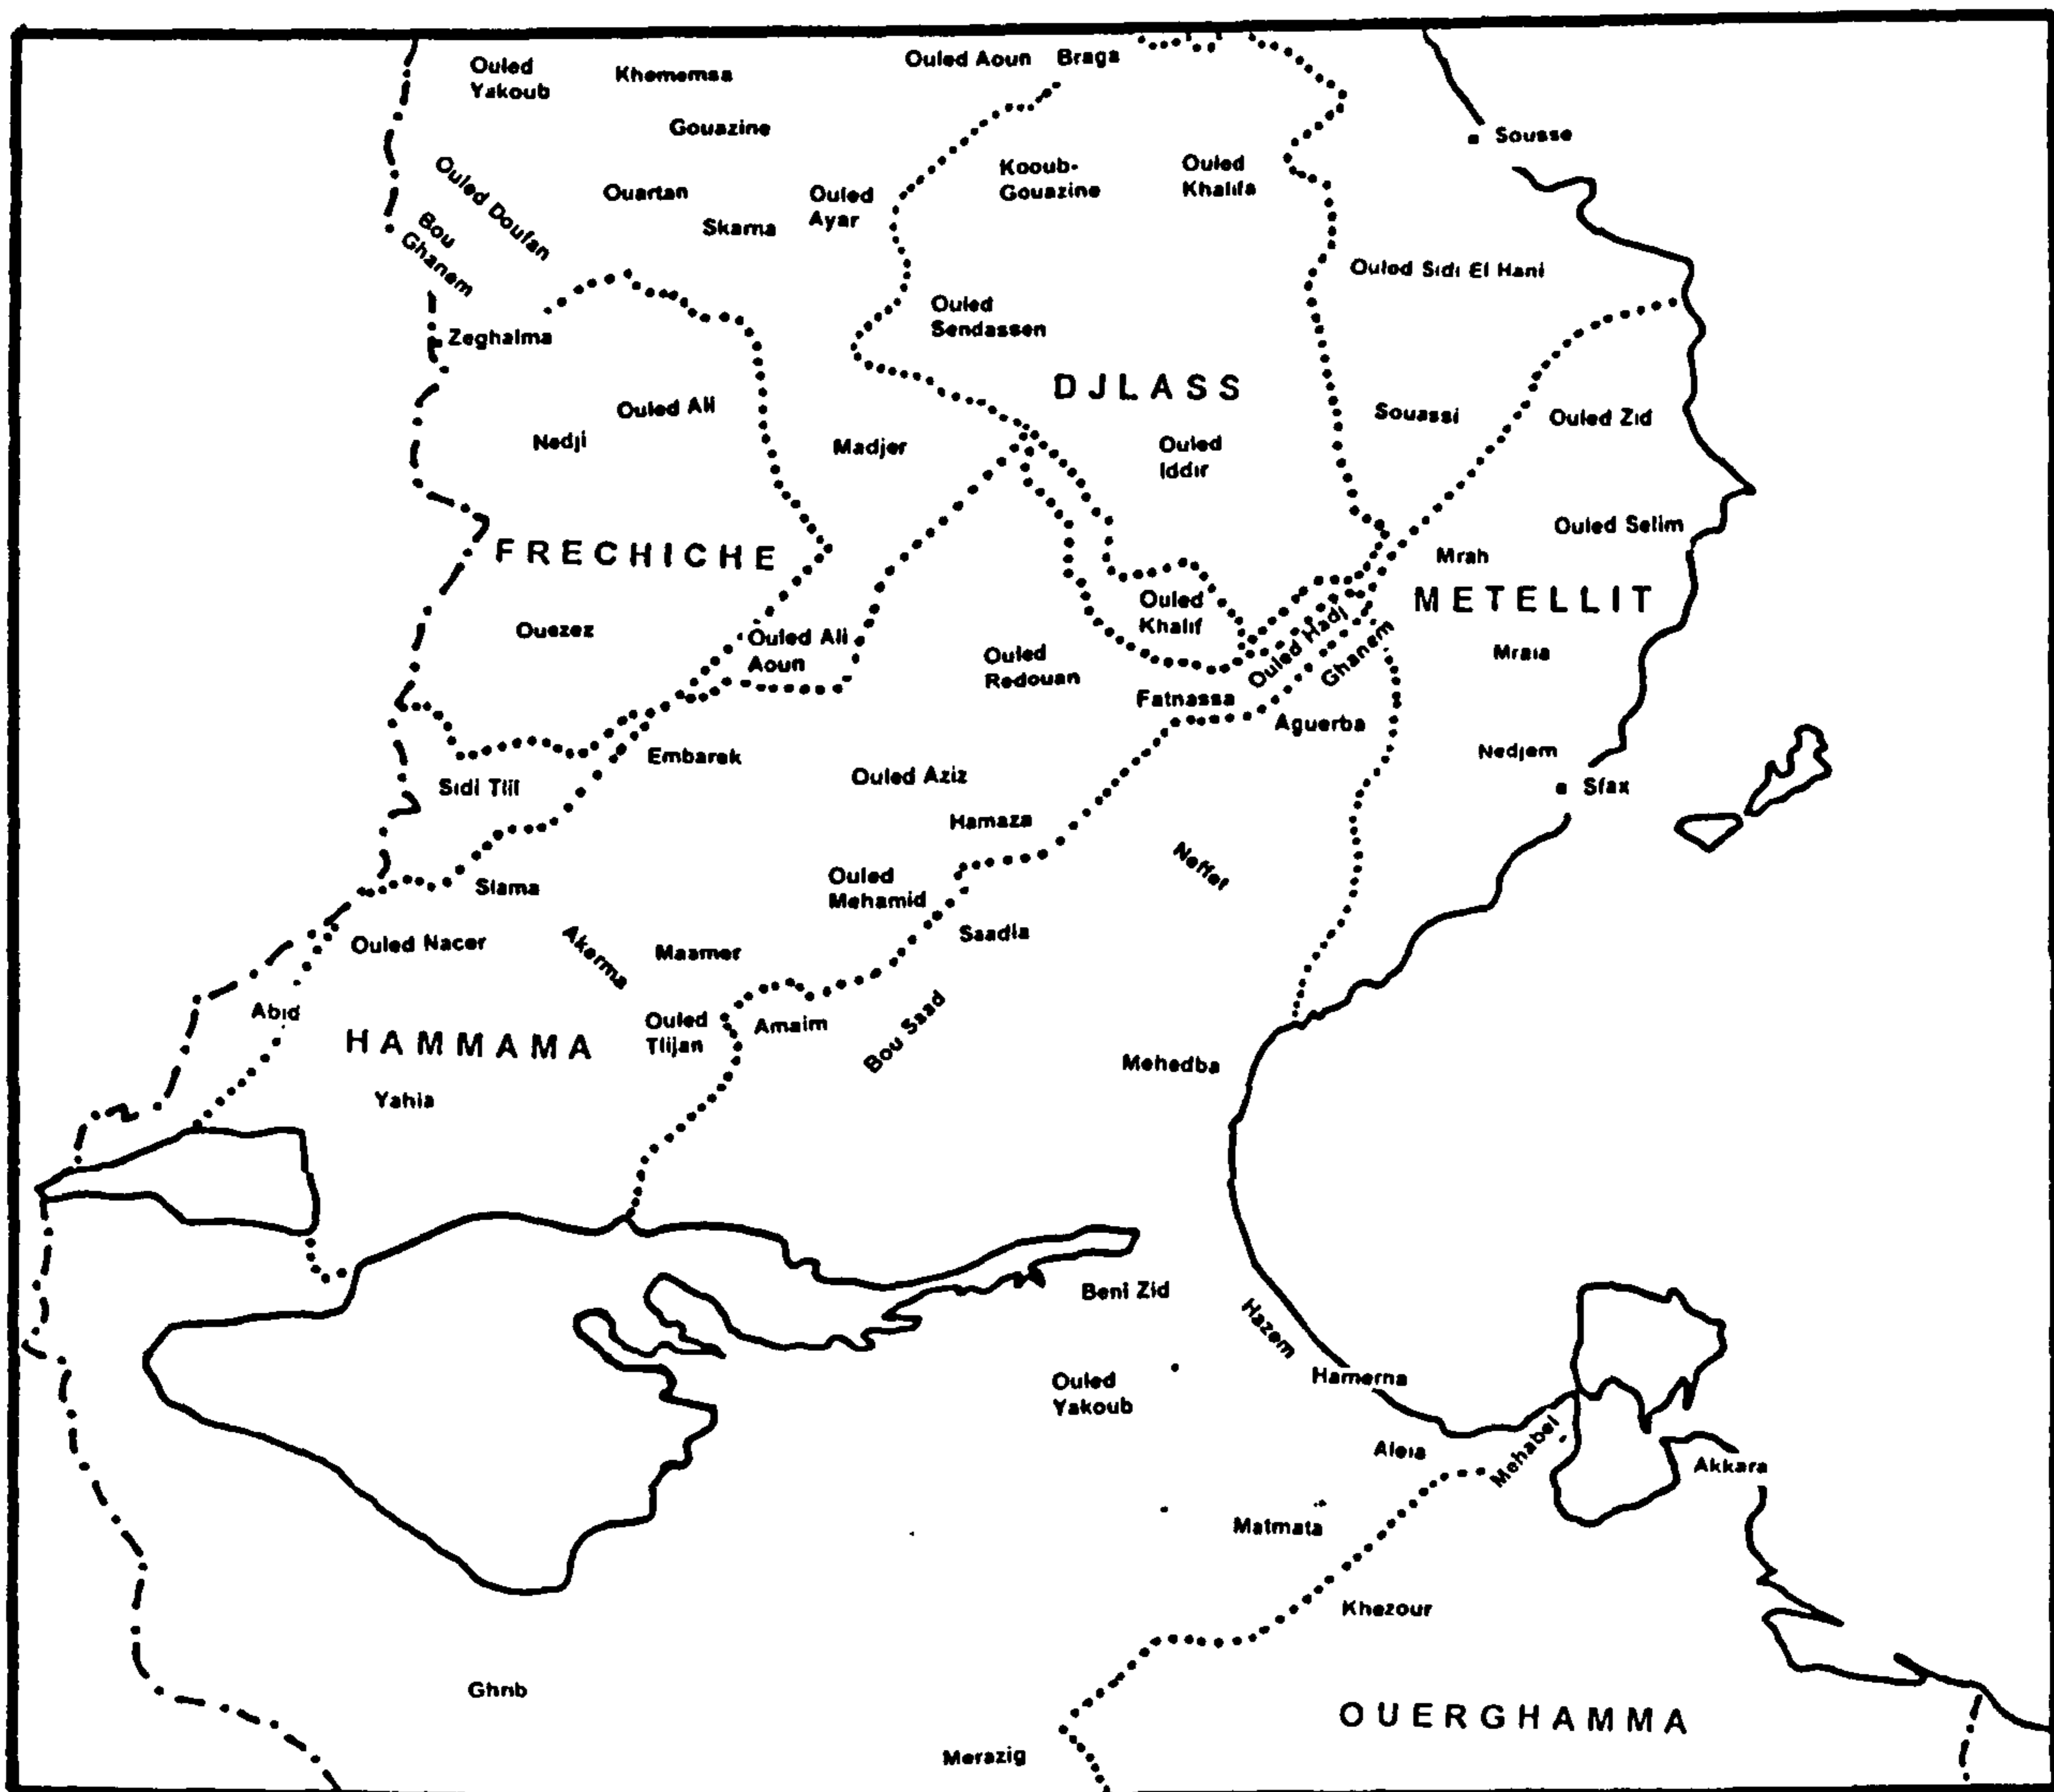 Ouled
Yakoub
Khememsa
Ouled Aoun
Braga
Gouazine
Sousse
Ouled Doufan
Bou
Ghanem
Ouartan
Skama
Ouled
Ayar
Kooub-
Gouazine
Ouled
Khalifa
Ouled Sidi El Hani
Zeghalma
Ouled
Sendassen
DJLASS
Ouled Ali
Nedji
Madjer
Ouled
Iddir
Souassi
Ouled Zid
FRECHICHE
Ouled Selim
Mrah
METELLIT
Ouezez
Ouled Ali
Aoun
Ouled
Redouan
Ouled
Khalif
Ouled Hadj
Ghanem
Mraia
Fatnassa
Aguerba
Embarek
Ouled Aziz
Nedjem
Sidi Tlil
Sfax
Hamaza
Neffet
Slama
Ouled
Mehamid
Saadia
Ouled Nacer
Akerma
Maamer
Abid
HAMMAMA
Ouled
Tlijan
Amaim
Bou Saad
Mehedba
Yahia
Beni Zid
Hazem
Hamerna
Ouled
Yakoub
Aleia
Mehabel
Akkara
Matmata
Khezour
OUERGHAMMA
Merazig